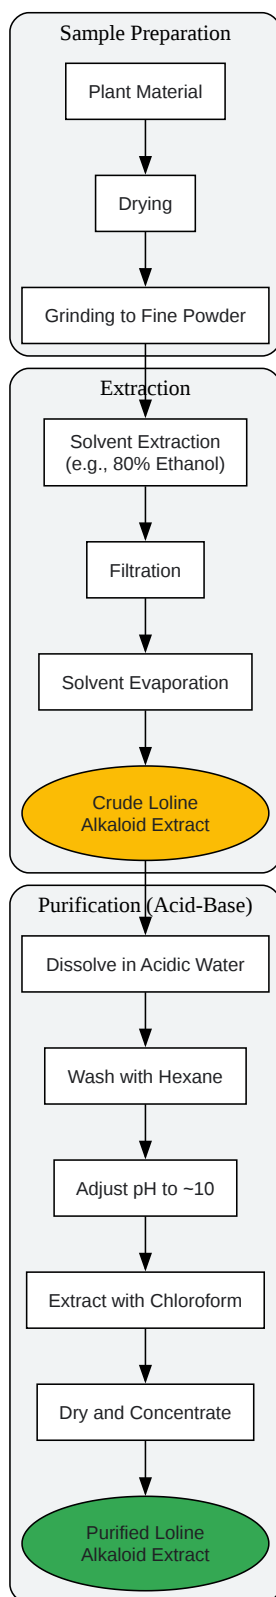 Sample Preparation
Plant Material
Drying
Grinding to Fine Powder
Extraction
Solvent Extraction
(e.g., 80% Ethanol)
Filtration
Solvent Evaporation
Crude Loline
Alkaloid Extract
Purification (Acid-Base)
Dissolve in Acidic Water
Wash with Hexane
Adjust pH to ~10
Extract with Chloroform
Dry and Concentrate
Purified Loline
Alkaloid Extract